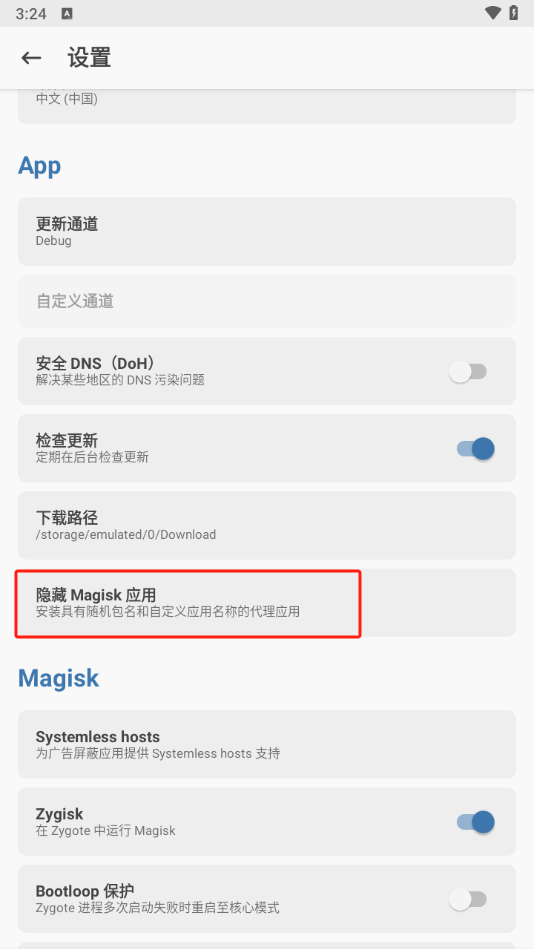 3:24
A
设置
中文 (中国)
App
更新通道
Debug
自定义通道
安全 DNS（DoH）
解决某些地区的 DNS 污染问题
检查更新
定期在后台检查更新
下载路径
/storage/emulated/0/Download
隐藏 Magisk 应用
安装具有随机包名和自定义应用名称的代理应用
Magisk
Systemless hosts
为广告屏蔽应用提供 Systemless hosts 支持
Zygisk
在 Zygote 中运行 Magisk
Bootloop 保护
Zygote 进程多次启动失败时重启至核心模式